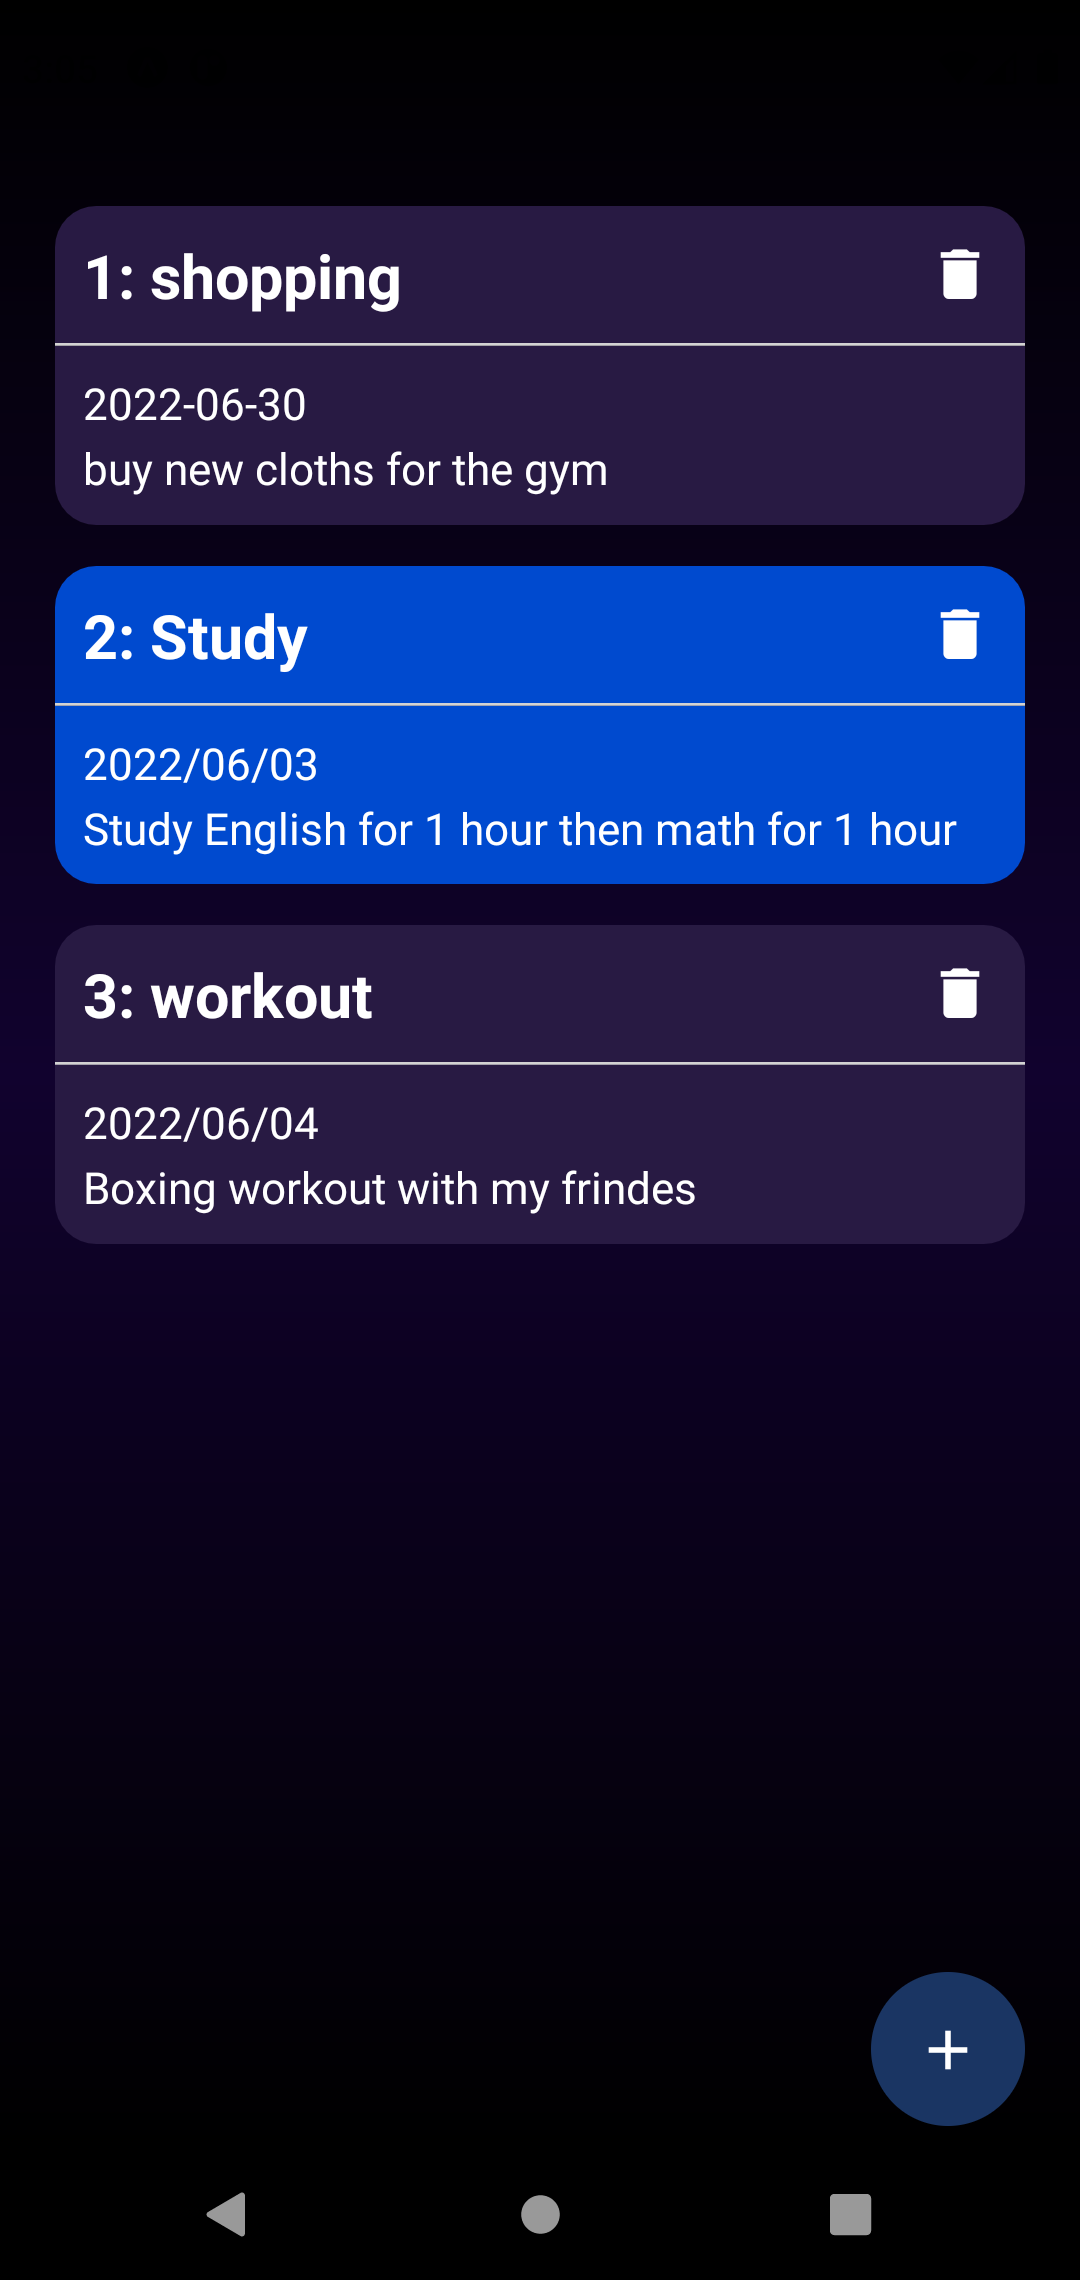 1: shopping
2022-06-30
buy new cloths for the gym
2: Study
2022/06/03
Study English for 1 hour then math for 1 hour
3: workout
2022/06/04
Boxing workout with my frindes
+